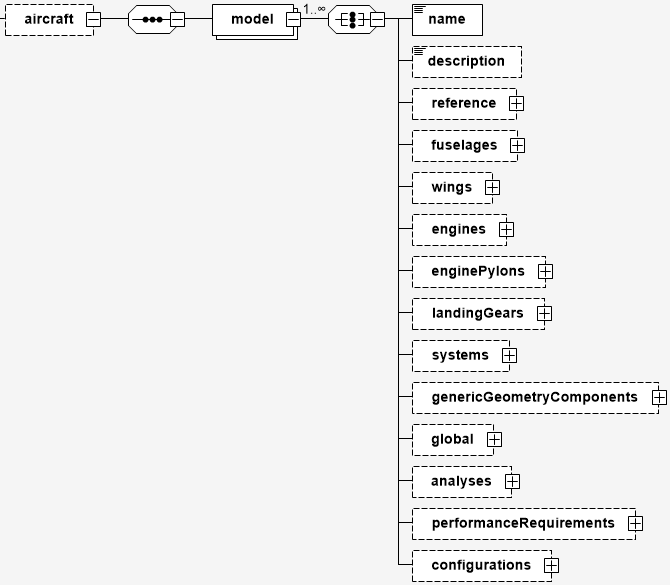 aircraft
model
1..∞
name
description
reference
fuselages
wings
engines
enginePylons
landingGears
systems
genericGeometryComponents
global
analyses
performanceRequirements
configurations